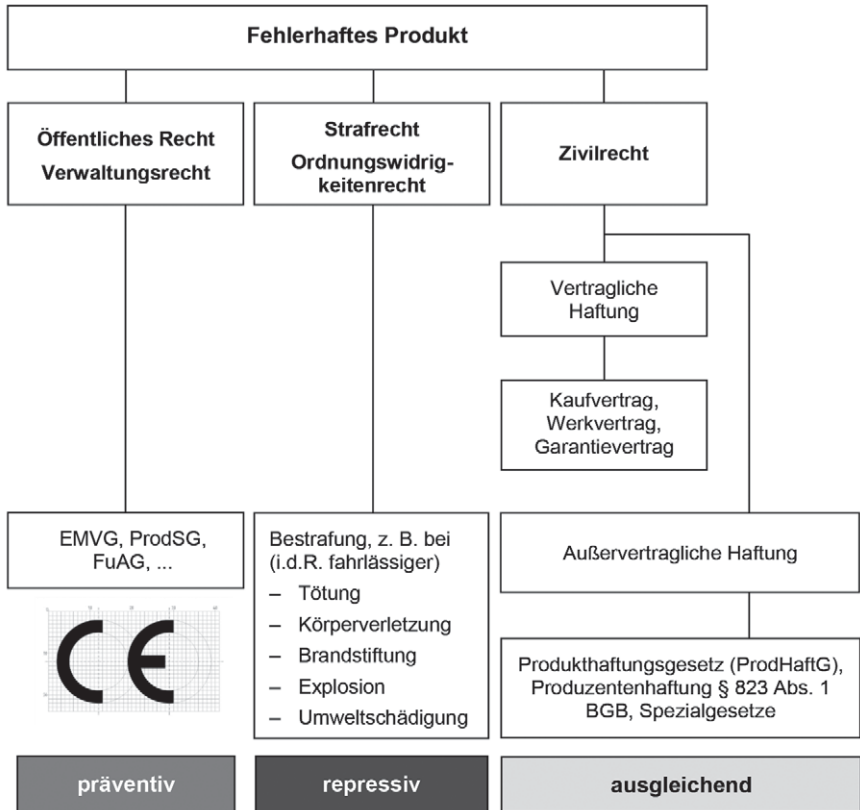 Fehlerhaftes Produkt
Öffentliches Recht
Verwaltungsrecht
Strafrecht
Ordnungswidrig-
keitenrecht
Zivilrecht
Vertragliche
Haftung
Kaufvertrag,
Werkvertrag,
Garantievertrag
EMVG, ProdSG,
FuAG, ...
CE
Bestrafung, z. B. bei
(i.d.R. fahrlässiger)
– Tötung
– Körperverletzung
– Brandstiftung
– Explosion
– Umweltschädigung
Außervertragliche Haftung
Produkthaftungsgesetz (ProdHaftG),
Produzentenhaftung § 823 Abs. 1
BGB, Spezialgesetze
präventiv
repressiv
ausgleichend